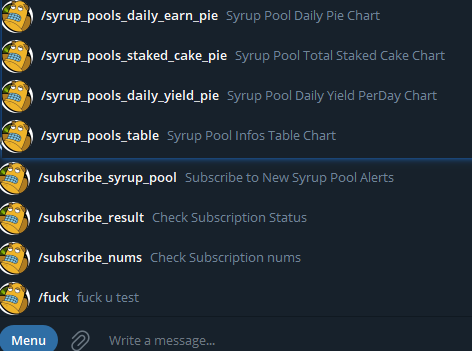 /syrup_pools_daily_earn_pie Syrup Pool Daily Pie Chart
/syrup_pools_staked_cake_pie Syrup Pool Total Staked Cake Chart
/syrup_pools_daily_yield_pie Syrup Pool Daily Yield PerDay Chart
/syrup_pools_table Syrup Pool Infos Table Chart
/subscribe_syrup_pool Subscribe to New Syrup Pool Alerts
/subscribe_result Check Subscription Status
/subscribe_nums Check Subscription nums
/fuck fuck u test
Menu Write a message...